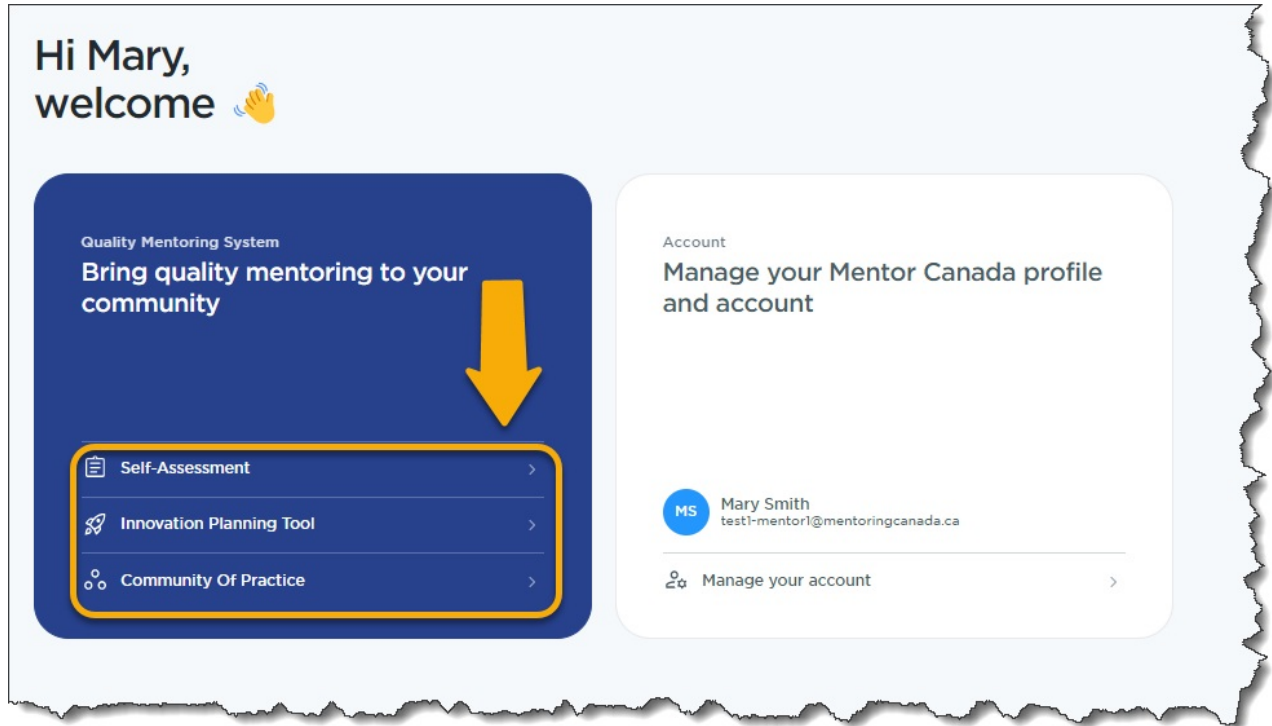 Hi Mary,
welcome 👋
Quality Mentoring System
Bring quality mentoring to your
community
Self-Assessment
Innovation Planning Tool
Community Of Practice
Account
Manage your Mentor Canada profile
and account
MS
Mary Smith
test1-mentor1@mentoringcanada.ca
Manage your account